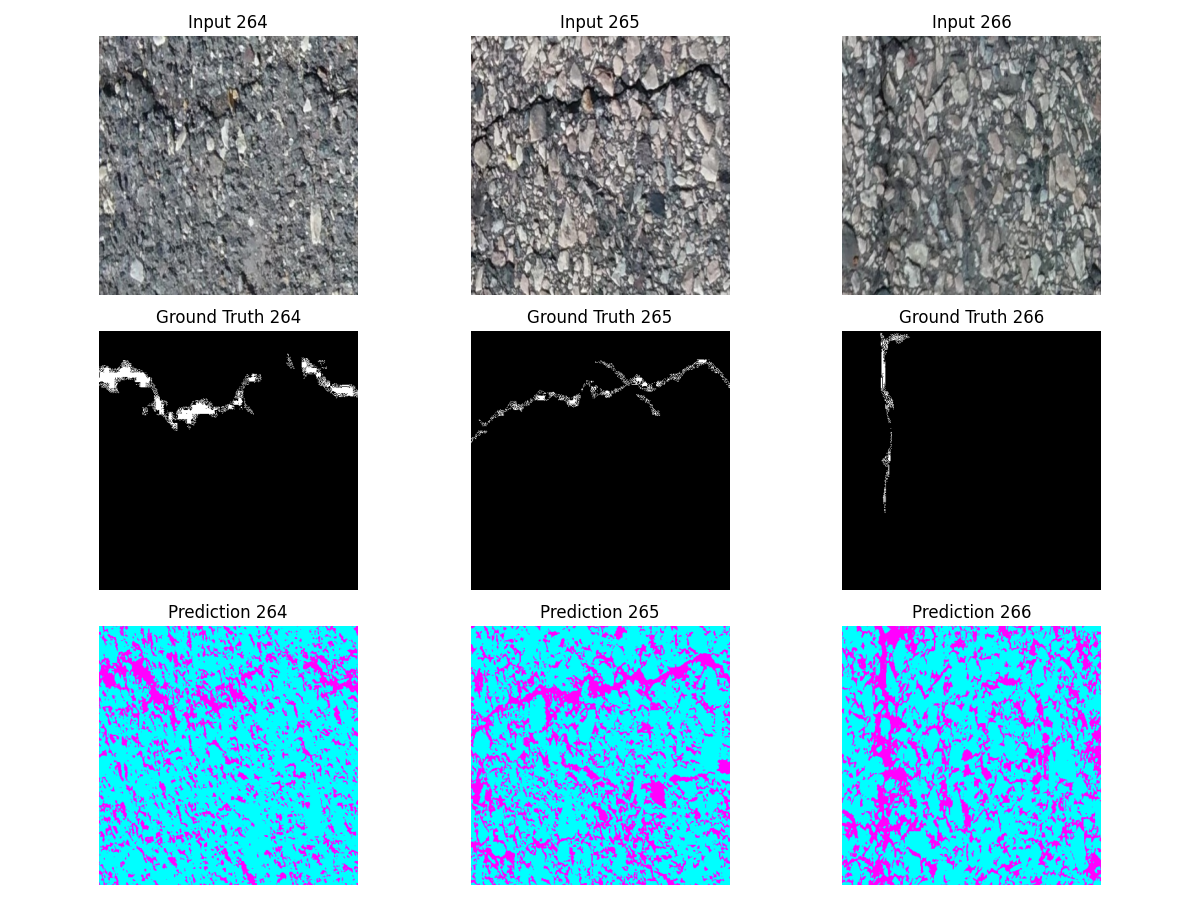 Input 264
Input 265
Input 266
Ground Truth 264
Ground Truth 265
Ground Truth 266
Prediction 264
Prediction 265
Prediction 266